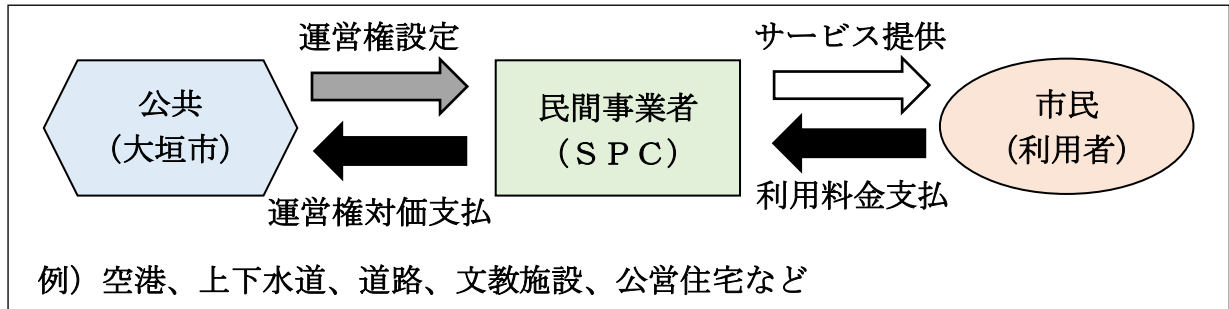 運営権設定
サービス提供
公共
（大垣市）
民間事業者
（ＳＰＣ）
市民
（利用者）
運営権対価支払
利用料金支払
例）空港、上下水道、道路、文教施設、公営住宅など